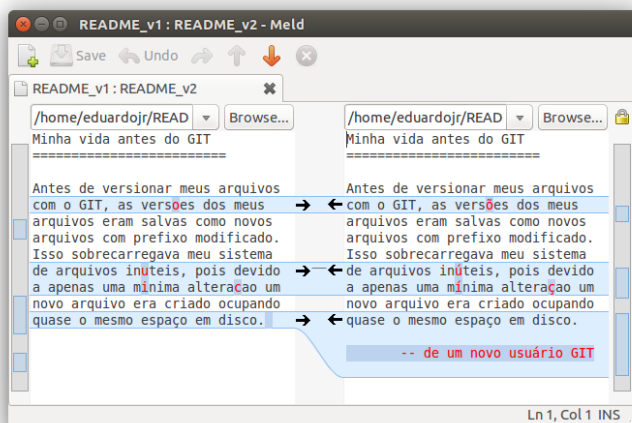 README_v1 : README_v2 - Meld
Save Undo
README_v1 : README_v2
/home/eduardojr/READ Browse...
Minha vida antes do GIT
=========================
Antes de versionar meus arquivos
com o GIT, as versoes dos meus
arquivos eram salvas como novos
arquivos com prefixo modificado.
Isso sobrecarregava meu sistema
de arquivos inuteis, pois devido
a apenas uma minima alteracao um
novo arquivo era criado ocupando
quase o mesmo espaço em disco.
/home/eduardojr/READ Browse...
Minha vida antes do GIT
=========================
Antes de versionar meus arquivos
com o GIT, as versões dos meus
arquivos eram salvas como novos
arquivos com prefixo modificado.
Isso sobrecarregava meu sistema
de arquivos inúteis, pois devido
a apenas uma mínima alteraçao um
novo arquivo era criado ocupando
quase o mesmo espaço em disco.
-- de um novo usuário GIT
Ln 1, Col 1 INS